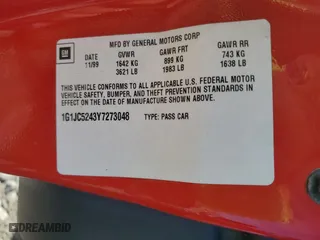 GM
MFD BY GENERAL MOTORS CORP
DATE GVWR GAWR FRT GAWR RR
11/99 1642 KG 899 KG 743 KG
3621 LB 1983 LB 1638 LB
THIS VEHICLE CONFORMS TO ALL APPLICABLE U.S. FEDERAL MOTOR
VEHICLE SAFETY, BUMPER, AND THEFT PREVENTION STANDARDS IN
EFFECT ON THE DATE OF MANUFACTURE SHOWN ABOVE.
1G1JC5243Y7273048 TYPE: PASS CAR
DREAMBID